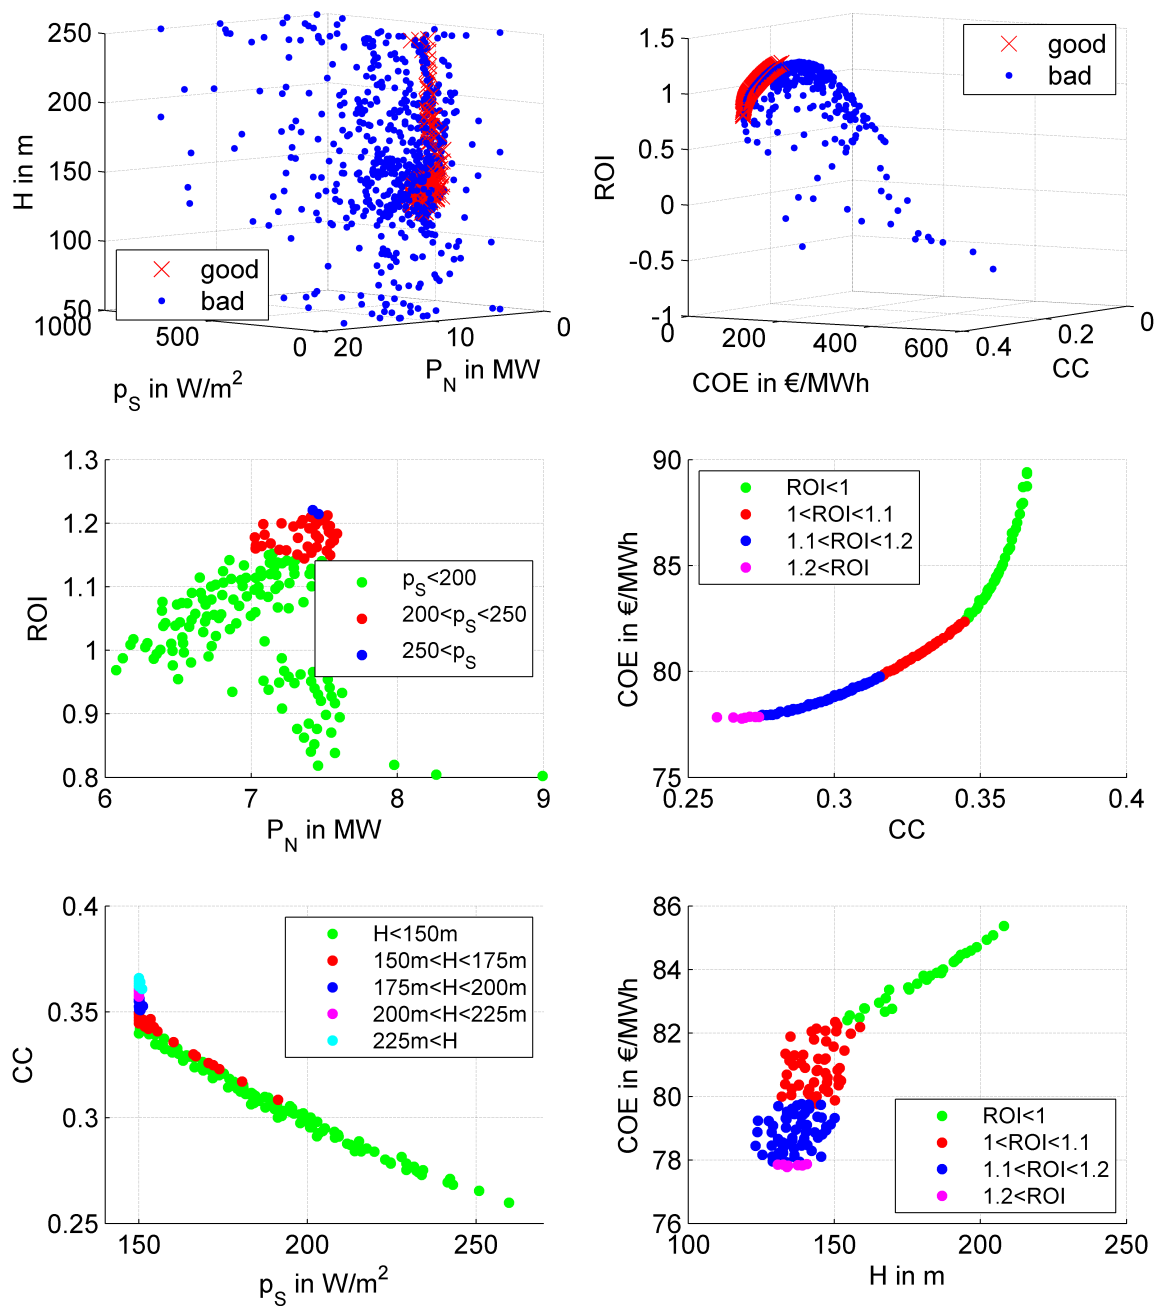 250
200
150
100
50
H in m
good
bad
1000
500
0
20
10
0
p_S in W/m²
P_N in MW
1.5
1
0.5
0
-0.5
-1
ROI
good
bad
0
200
400
600
0.4
0.2
0
COE in €/MWh
CC
1.3
1.2
1.1
1
0.9
0.8
ROI
p_S<200
200<p_S<250
250<p_S
6
7
8
9
P_N in MW
90
85
80
75
COE in €/MWh
ROI<1
1<ROI<1.1
1.1<ROI<1.2
1.2<ROI
0.25
0.3
0.35
0.4
CC
0.4
0.35
0.3
0.25
CC
H<150m
150m<H<175m
175m<H<200m
200m<H<225m
225m<H
150
200
250
p_S in W/m²
86
84
82
80
78
76
COE in €/MWh
ROI<1
1<ROI<1.1
1.1<ROI<1.2
1.2<ROI
100
150
200
250
H in m